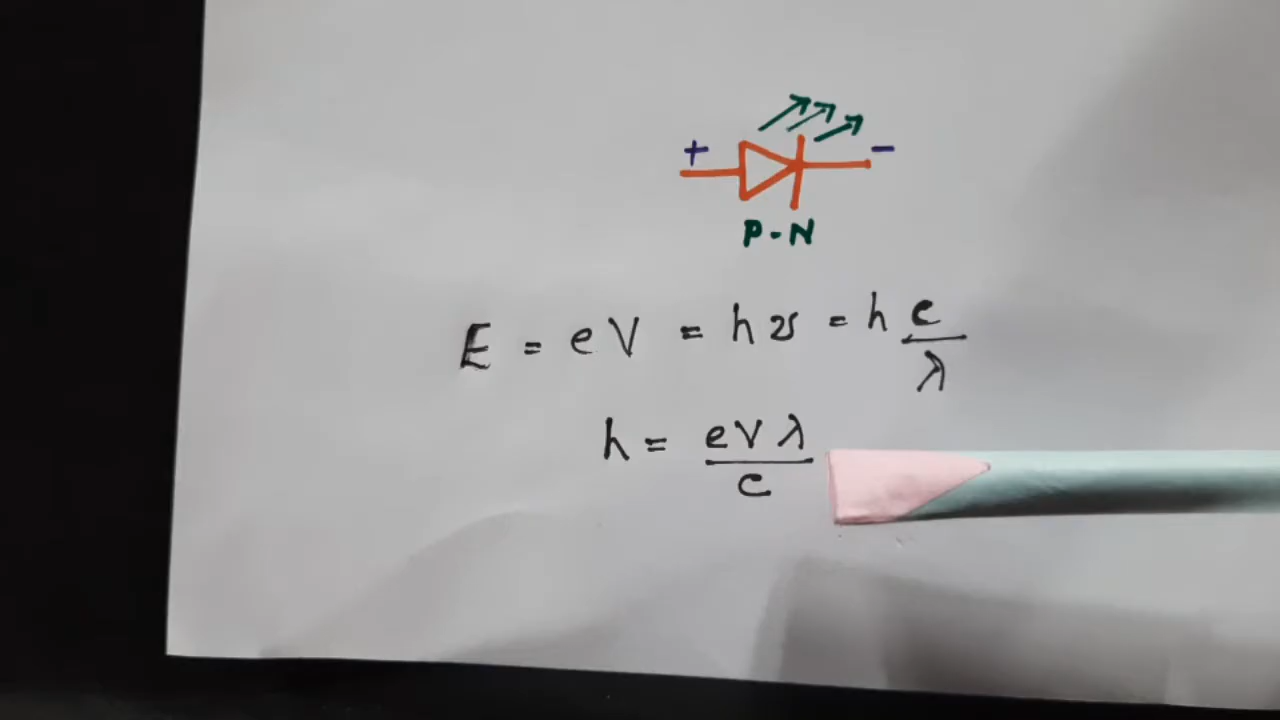 + -
P-N
E = eV = hν = h c/λ
h = eVλ/c